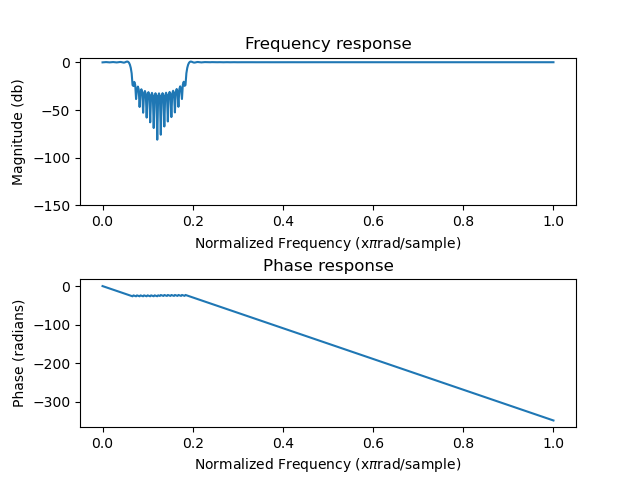 Frequency response
0
−50
−100
−150
Magnitude (db)
0.0 0.2 0.4 0.6 0.8 1.0
Normalized Frequency (xπrad/sample)
Phase response
0
−100
−200
−300
Phase (radians)
0.0 0.2 0.4 0.6 0.8 1.0
Normalized Frequency (xπrad/sample)